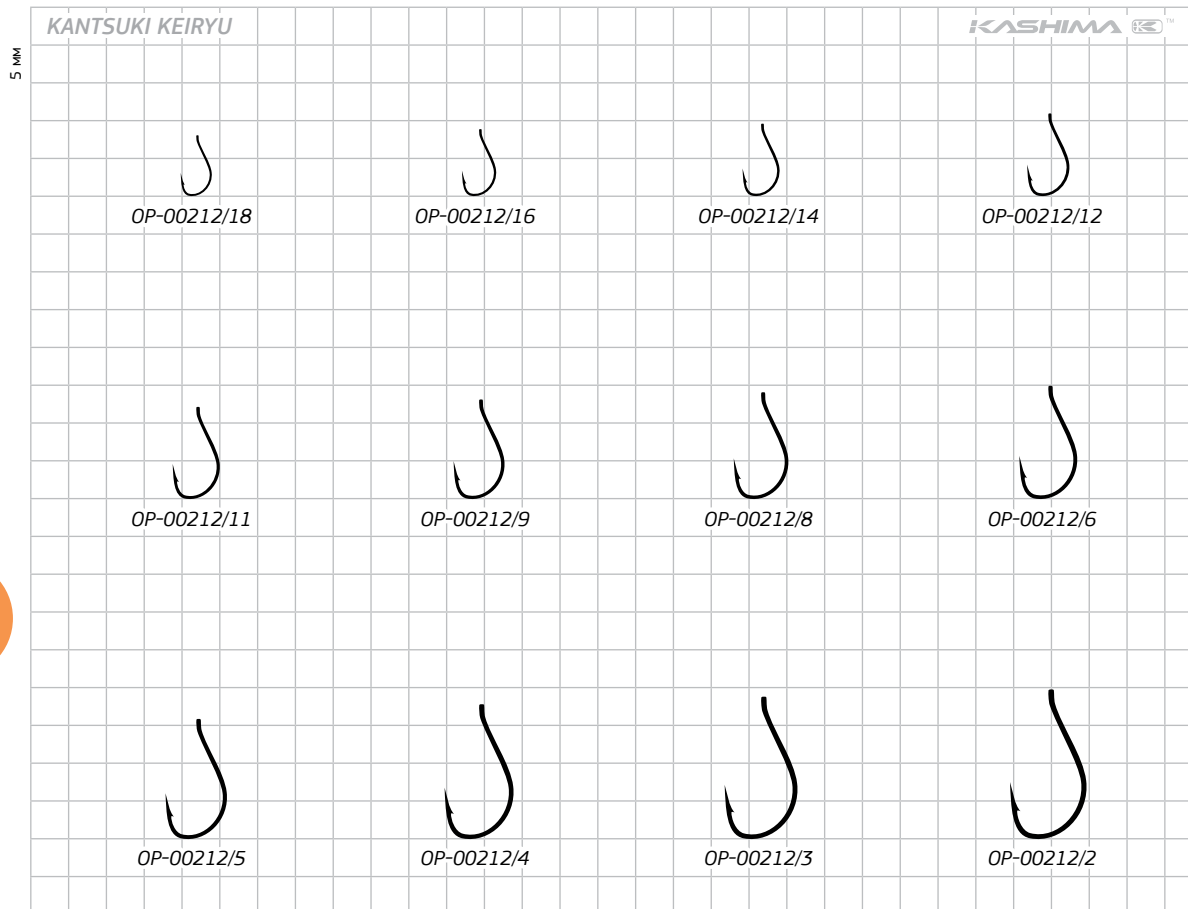 KANTSUKI KEIRYU
KASHIMA K™
5 мм
OP-00212/18
OP-00212/16
OP-00212/14
OP-00212/12
OP-00212/11
OP-00212/9
OP-00212/8
OP-00212/6
OP-00212/5
OP-00212/4
OP-00212/3
OP-00212/2